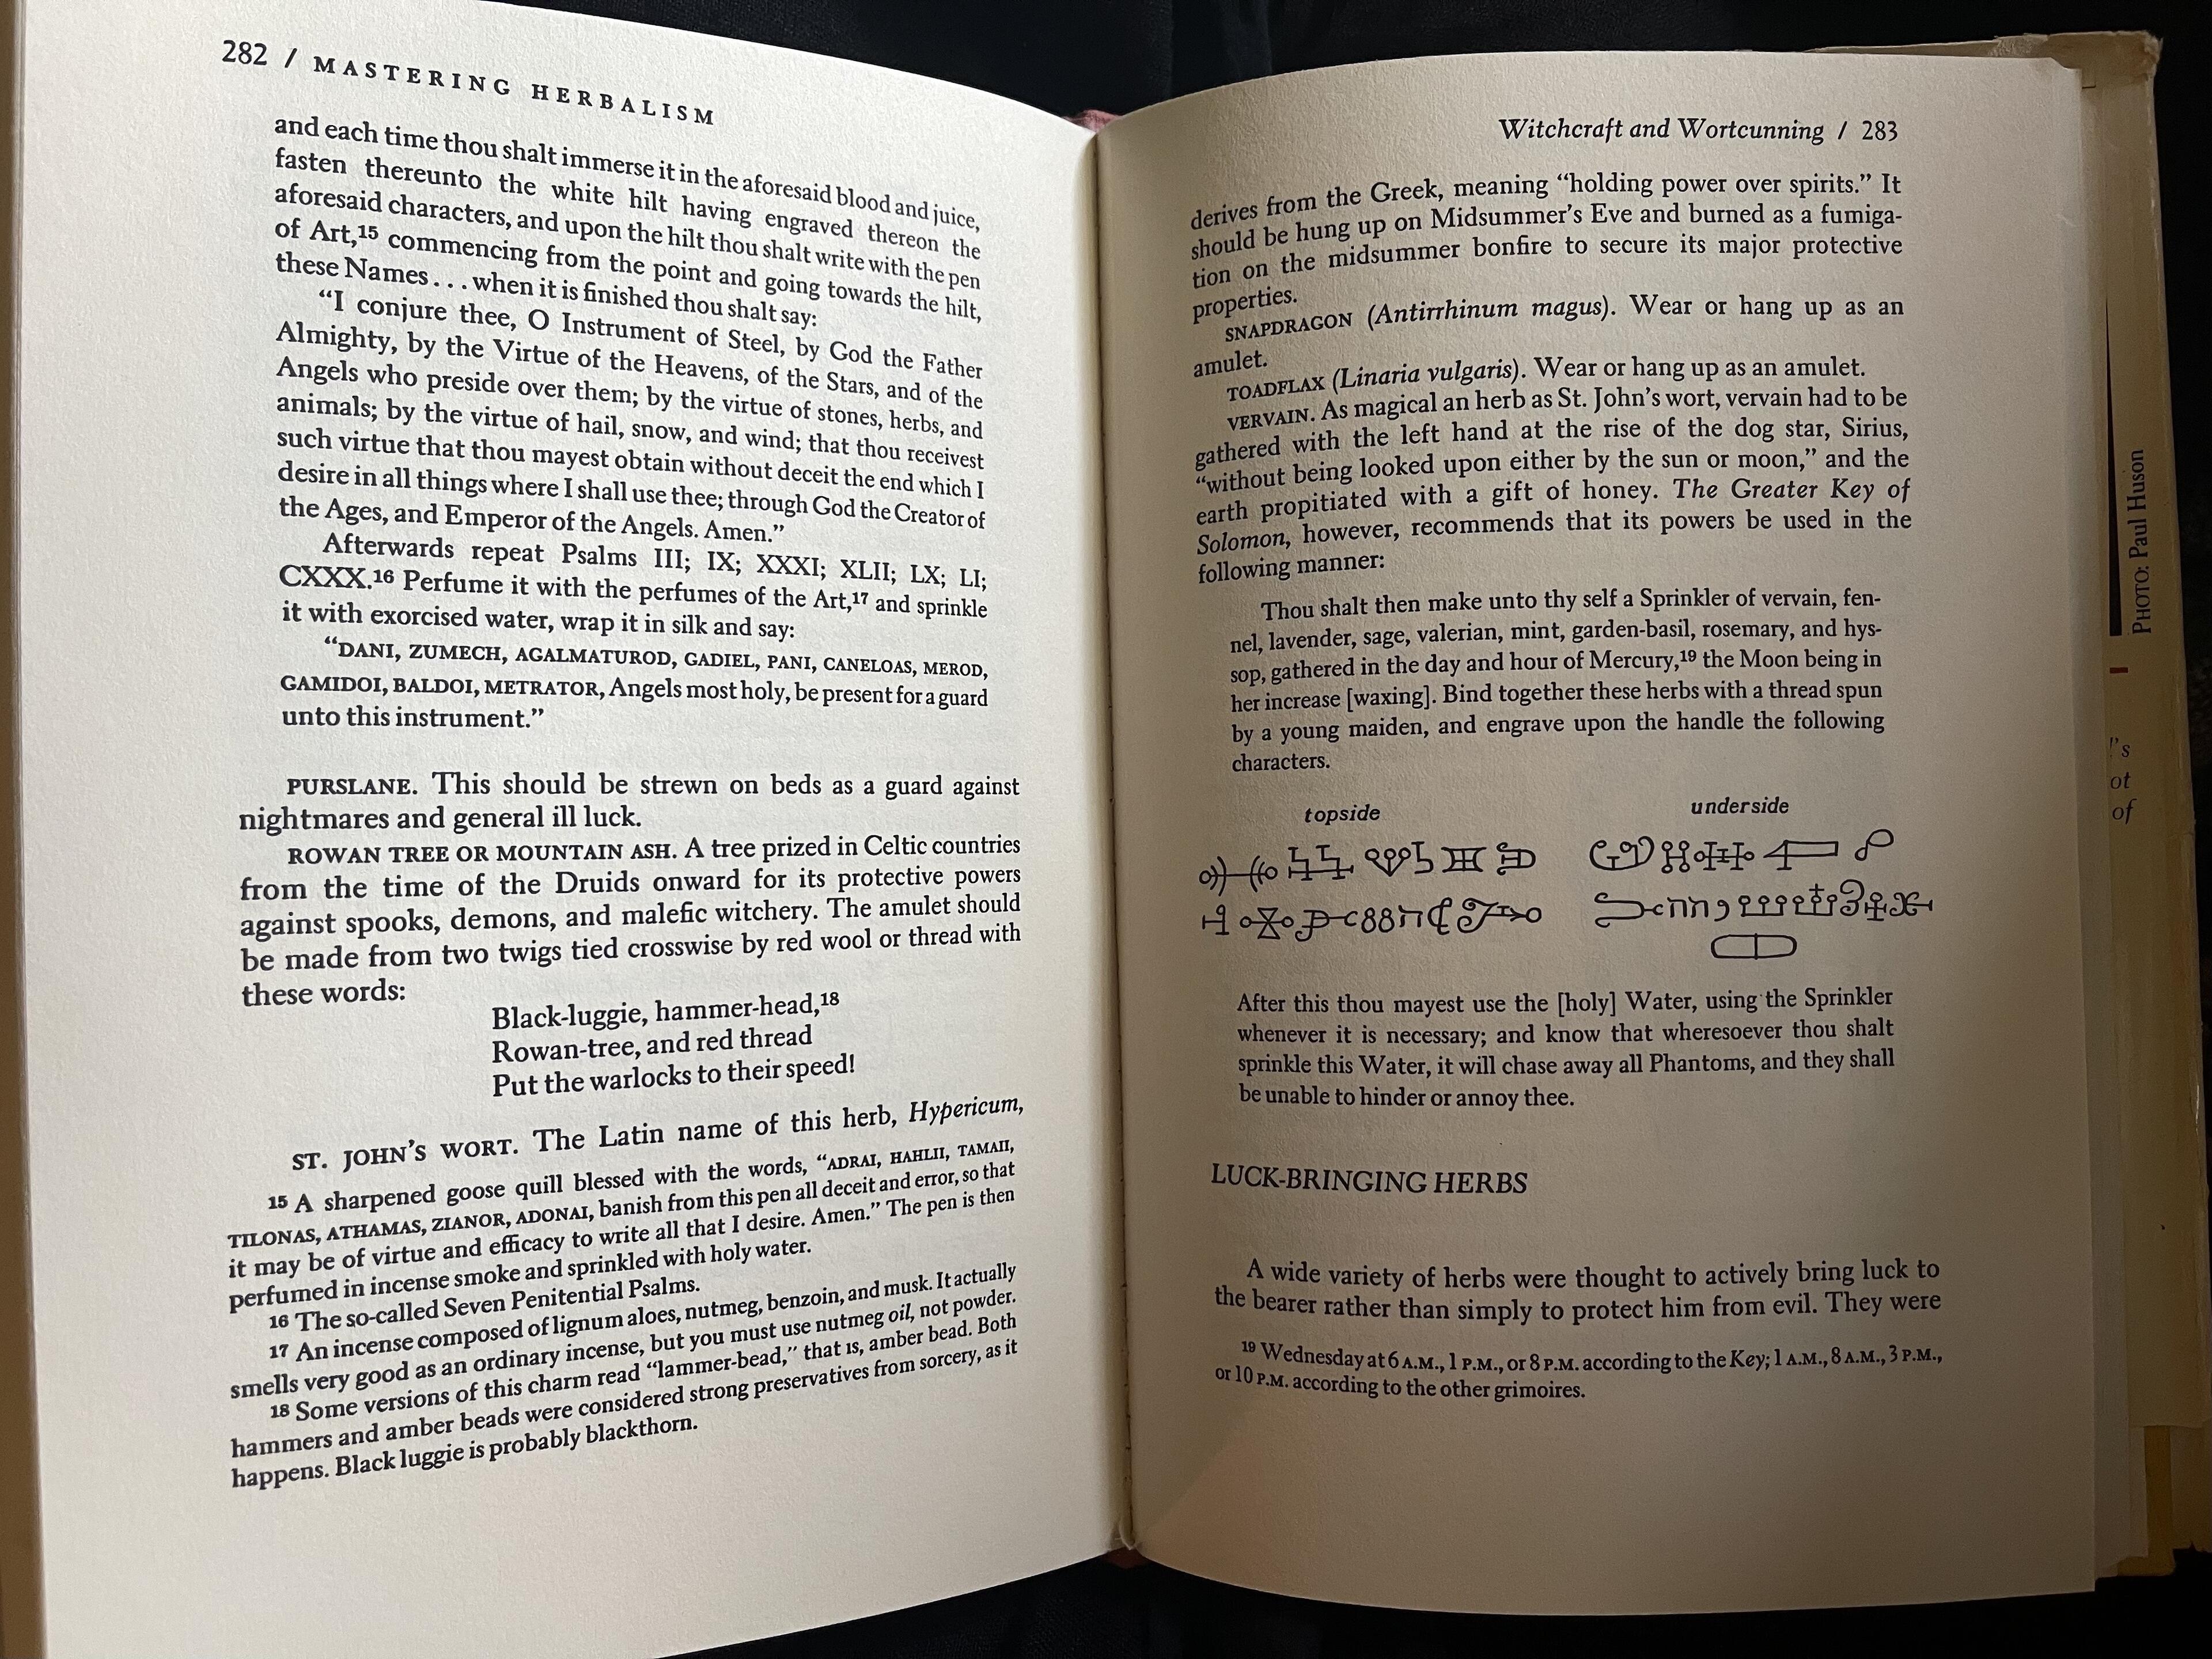 282 / MASTERING HERBALISM
and each time thou shalt immerse it in the aforesaid blood and juice,
fasten thereunto the white hilt having engraved thereon the
aforesaid characters, and upon the hilt thou shalt write with the pen
of Art,15 commencing from the point and going towards the hilt,
these Names . . . when it is finished thou shalt say:
“I conjure thee, O Instrument of Steel, by God the Father
Almighty, by the Virtue of the Heavens, of the Stars, and of the
Angels who preside over them; by the virtue of stones, herbs, and
animals; by the virtue of hail, snow, and wind; that thou receivest
such virtue that thou mayest obtain without deceit the end which I
desire in all things where I shall use thee; through God the Creator of
the Ages, and Emperor of the Angels. Amen.”
Afterwards repeat Psalms III; IX; XXXI; XLII; LX; LI;
CXXX.16 Perfume it with the perfumes of the Art,17 and sprinkle
it with exorcised water, wrap it in silk and say:
“DANI, ZUMECH, AGALMATUROD, GADIEL, PANI, CANELOAS, MEROD,
GAMIDOI, BALDOI, METRATOR, Angels most holy, be present for a guard
unto this instrument.”
PURSLANE. This should be strewn on beds as a guard against
nightmares and general ill luck.
ROWAN TREE OR MOUNTAIN ASH. A tree prized in Celtic countries
from the time of the Druids onward for its protective powers
against spooks, demons, and malefic witchery. The amulet should
be made from two twigs tied crosswise by red wool or thread with
these words:
Black-luggie, hammer-head,18
Rowan-tree, and red thread
Put the warlocks to their speed!
ST. JOHN’S WORT. The Latin name of this herb, Hypericum,
15 A sharpened goose quill blessed with the words, “ADRAI, HAHLII, TAMAII,
TILONAS, ATHAMAS, ZIANOR, ADONAI, banish from this pen all deceit and error, so that
it may be of virtue and efficacy to write all that I desire. Amen.” The pen is then
perfumed in incense smoke and sprinkled with holy water.
16 The so-called Seven Penitential Psalms.
17 An incense composed of lignum aloes, nutmeg, benzoin, and musk. It actually
smells very good as an ordinary incense, but you must use nutmeg oil, not powder.
18 Some versions of this charm read “lammer-bead,” that is, amber bead. Both
hammers and amber beads were considered strong preservatives from sorcery, as it
happens. Black luggie is probably blackthorn.
Witchcraft and Wortcunning / 283
derives from the Greek, meaning “holding power over spirits.” It
should be hung up on Midsummer’s Eve and burned as a fumiga-
tion on the midsummer bonfire to secure its major protective
properties.
SNAPDRAGON (Antirrhinum magus). Wear or hang up as an
amulet.
TOADFLAX (Linaria vulgaris). Wear or hang up as an amulet.
VERVAIN. As magical an herb as St. John’s wort, vervain had to be
gathered with the left hand at the rise of the dog star, Sirius,
“without being looked upon either by the sun or moon,” and the
earth propitiated with a gift of honey. The Greater Key of
Solomon, however, recommends that its powers be used in the
following manner:
Thou shalt then make unto thy self a Sprinkler of vervain, fen-
nel, lavender, sage, valerian, mint, garden-basil, rosemary, and hys-
sop, gathered in the day and hour of Mercury,19 the Moon being in
her increase [waxing]. Bind together these herbs with a thread spun
by a young maiden, and engrave upon the handle the following
characters.
topside
underside
After this thou mayest use the [holy] Water, using the Sprinkler
whenever it is necessary; and know that wheresoever thou shalt
sprinkle this Water, it will chase away all Phantoms, and they shall
be unable to hinder or annoy thee.
LUCK-BRINGING HERBS
A wide variety of herbs were thought to actively bring luck to
the bearer rather than simply to protect him from evil. They were
19 Wednesday at 6 A.M., 1 P.M., or 8 P.M. according to the Key; 1 A.M., 8 A.M., 3 P.M.,
or 10 P.M. according to the other grimoires.
PHOTO: Paul Huson
’s
ot
of